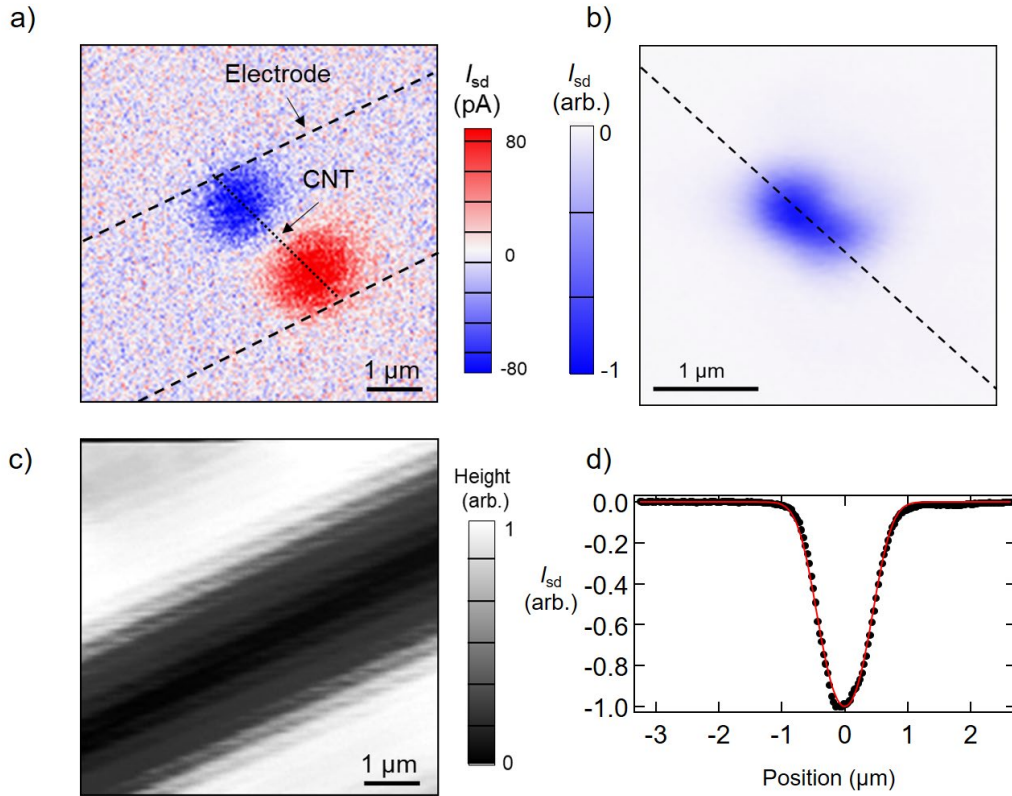 a)
Electrode
CNT
1 µm
Isd
(pA)
80
0
-80
b)
Isd
(arb.)
0
-1
1 µm
c)
1 µm
Height
(arb.)
1
0
d)
0.0
-0.2
-0.4
-0.6
-0.8
-1.0
Isd
(arb.)
-3
-2
-1
0
1
2
Position (µm)